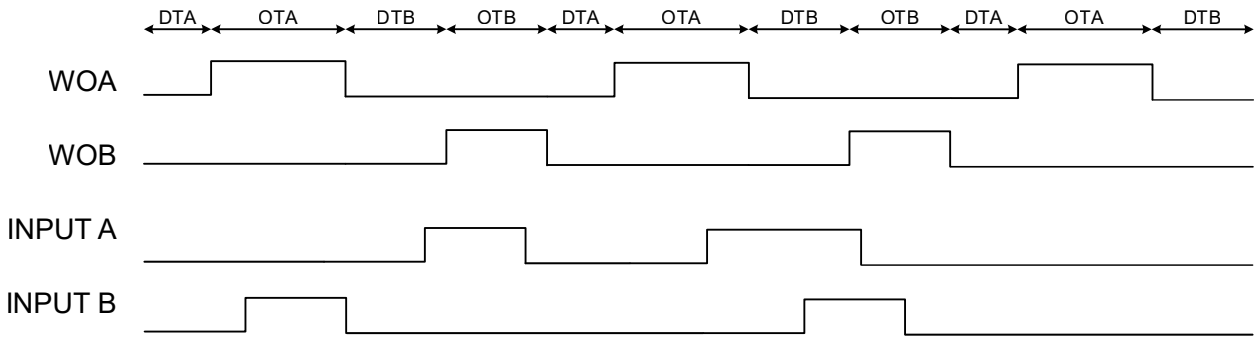 DTA OTA DTB OTB DTA OTA DTB OTB DTA OTA DTB
WOA
WOB
INPUT A
INPUT B